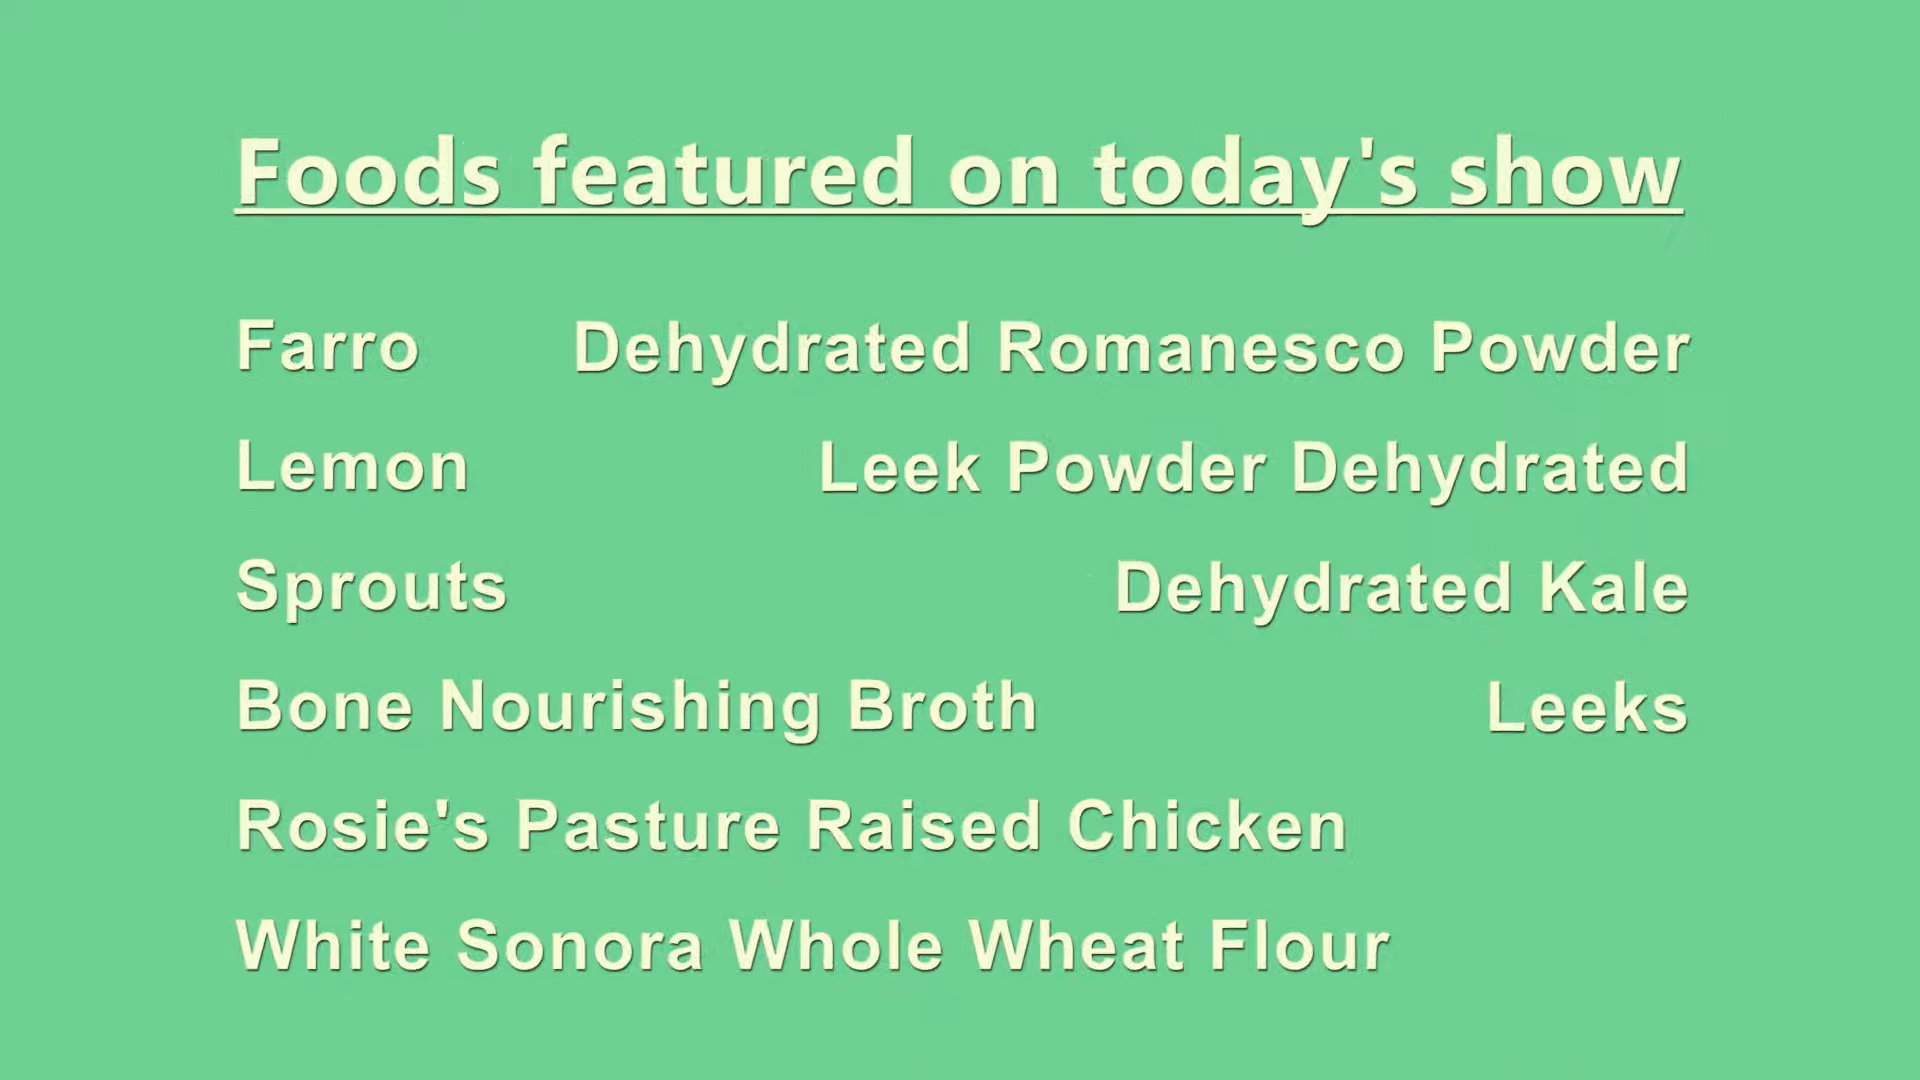 Foods featured on today's show
Farro Dehydrated Romanesco Powder
Lemon Leek Powder Dehydrated
Sprouts Dehydrated Kale
Bone Nourishing Broth Leeks
Rosie's Pasture Raised Chicken
White Sonora Whole Wheat Flour